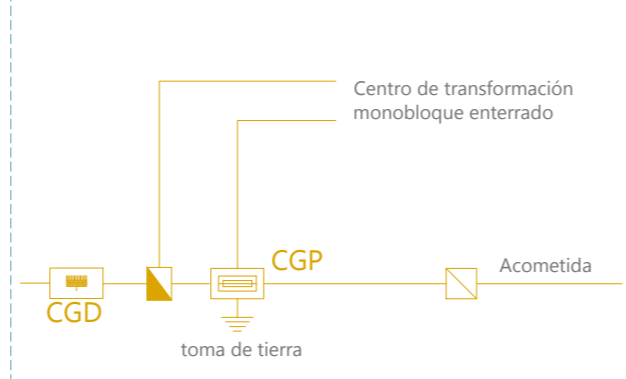 Centro de transformación
monobloque enterrado
CGP
Acometida
CGD
toma de tierra